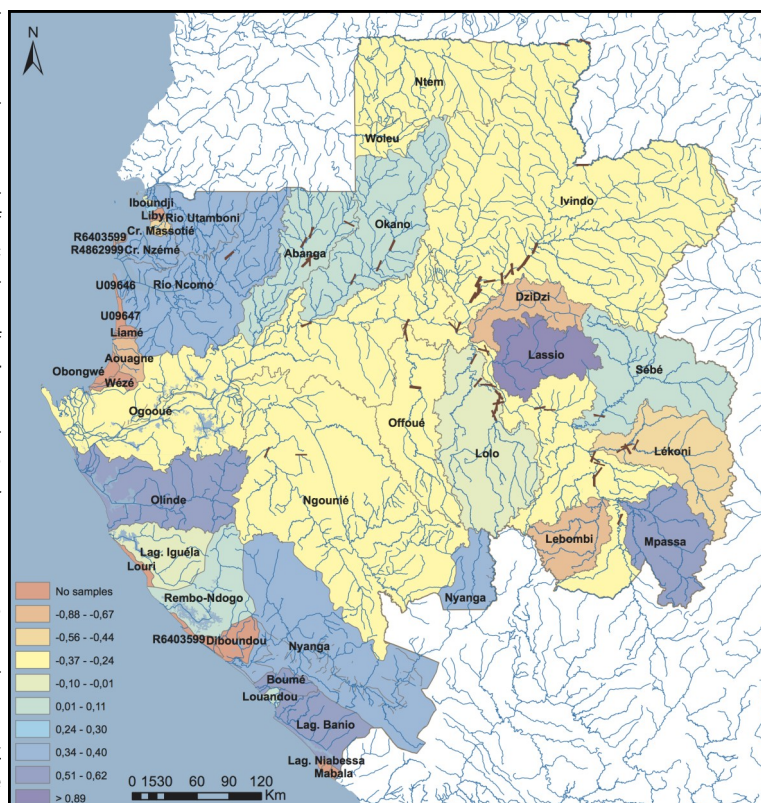 N
Ntem
Woleu
Ivindo
Iboundji
Liby
Rio Utamboni
Cr. Massotié
Okano
R6403599
R4862999
Cr. Nzémé
Abanga
U09646
Rio Ncomo
DziDzi
U09647
Liamé
Lassio
Aouagne
Sébé
Obongwé
Wézé
Ogooué
Offoué
Lolo
Lékoni
Olinde
Ngounié
Lebombi
Mpassa
Lag. Iguéla
Louri
Rembo-Ndogo
Nyanga
R6403599
Diboundou
Nyanga
Boumé
Louandou
Lag. Banio
Lag. Niabessa
Mabala
No samples
-0,88 - -0,67
-0,56 - -0,44
-0,37 - -0,24
-0,10 - -0,01
0,01 - 0,11
0,24 - 0,30
0,34 - 0,40
0,51 - 0,62
> 0,89
0 1530 60 90 120
Km